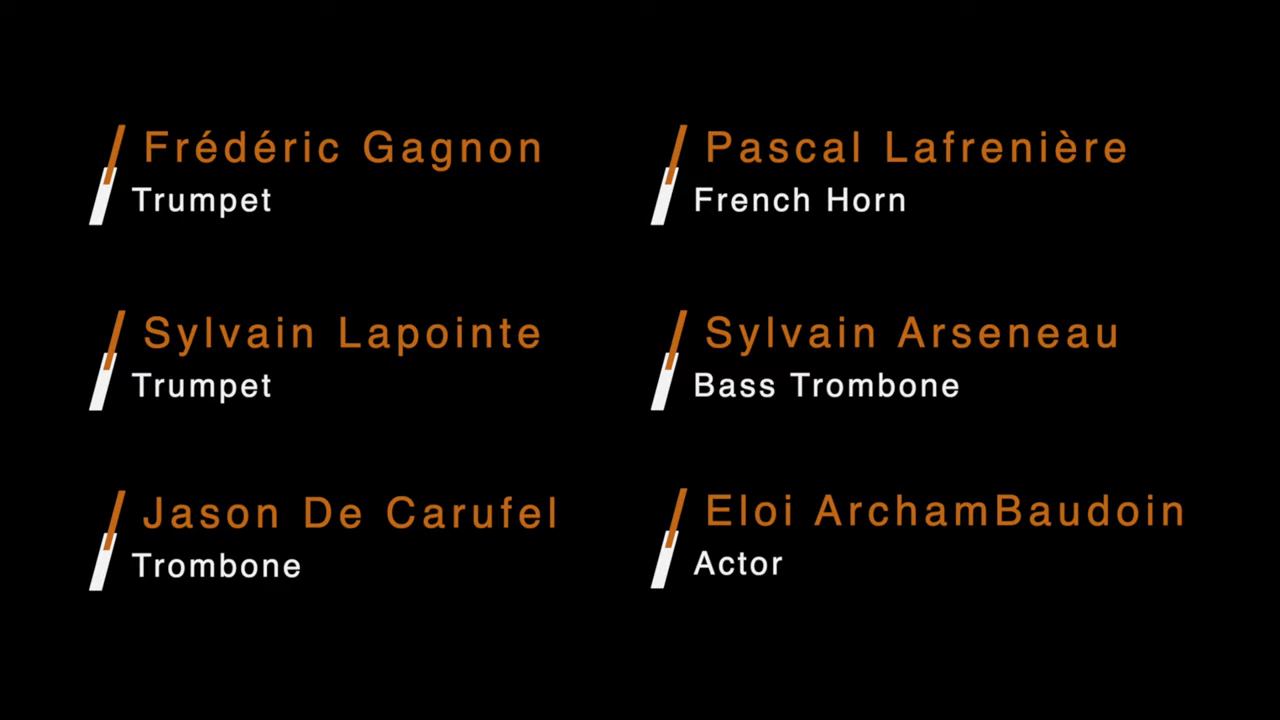 Frédéric Gagnon
Trumpet
Pascal Lafrenière
French Horn
Sylvain Lapointe
Trumpet
Sylvain Arseneau
Bass Trombone
Jason De Carufel
Trombone
Eloi ArchamBaudoin
Actor